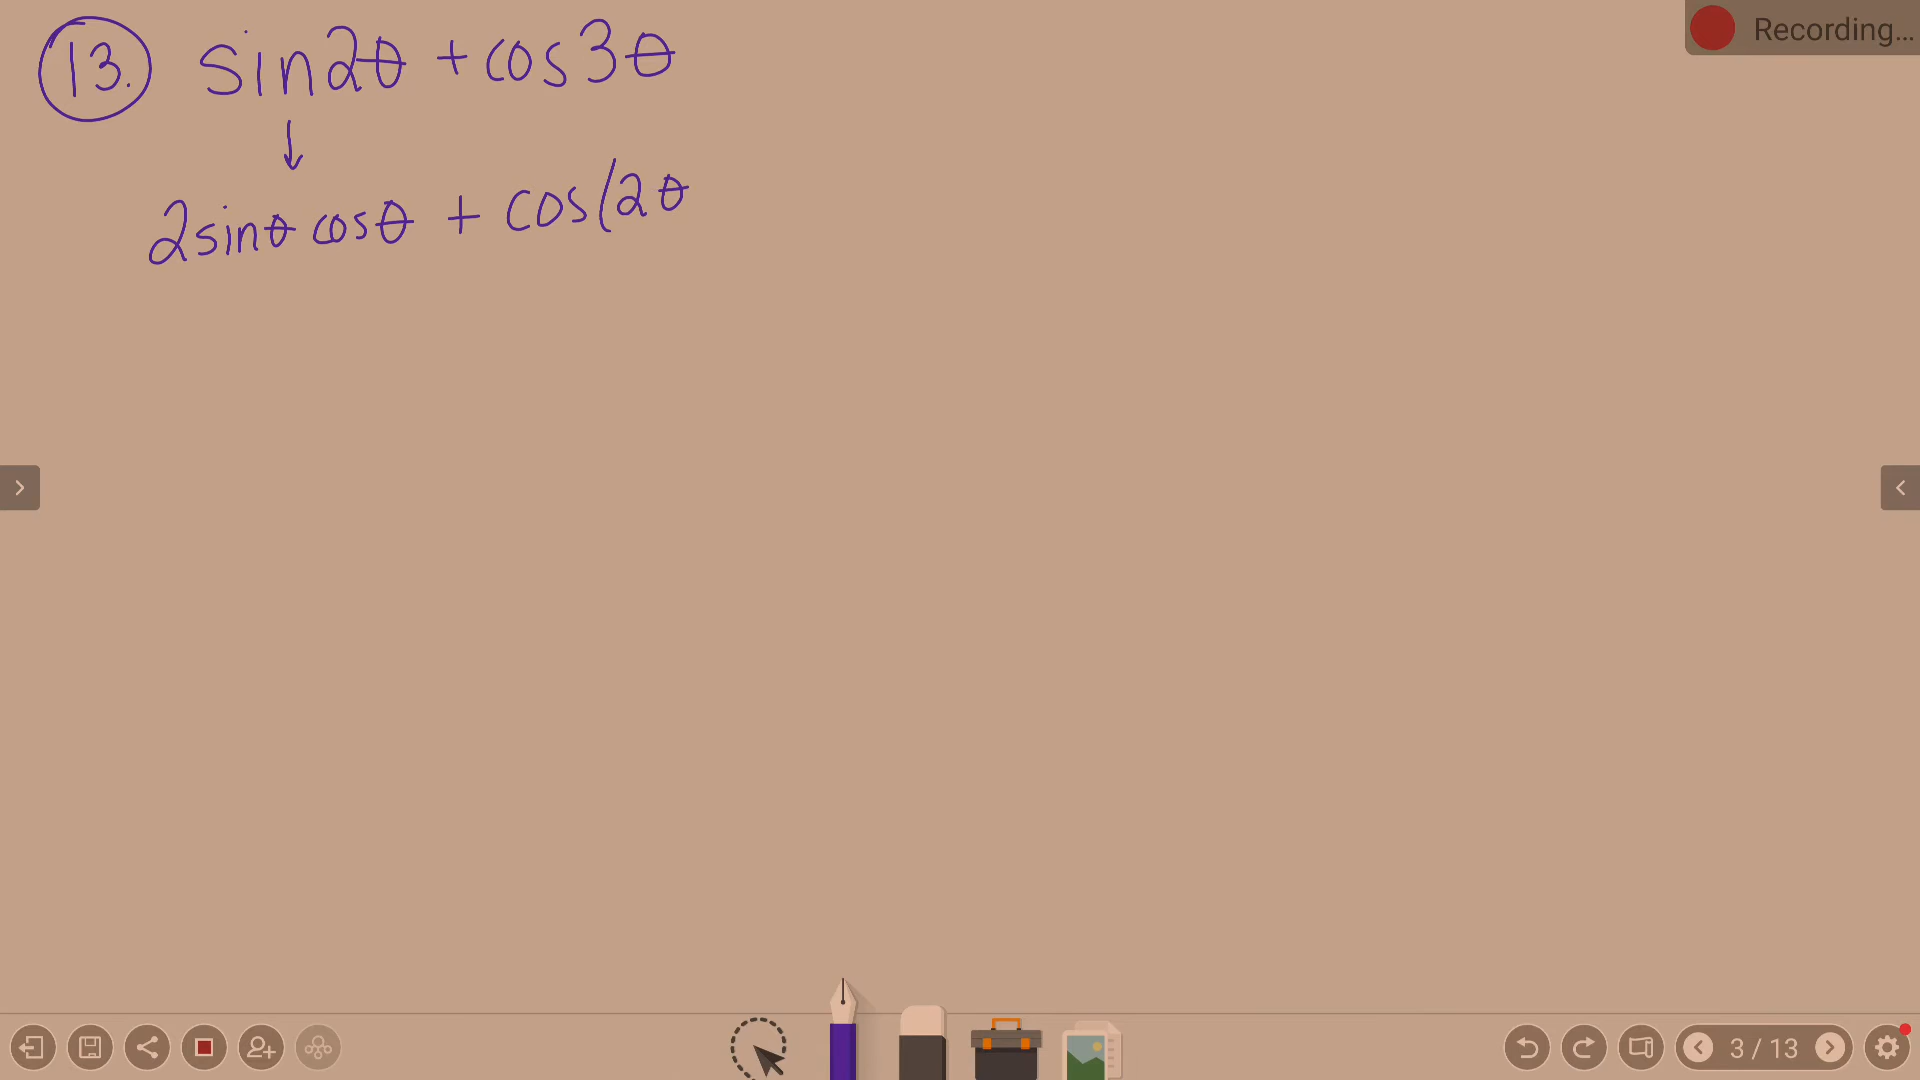 Recording...
13. sin2θ + cos3θ
↓
2sinθ cosθ + cos(2θ
3 / 13